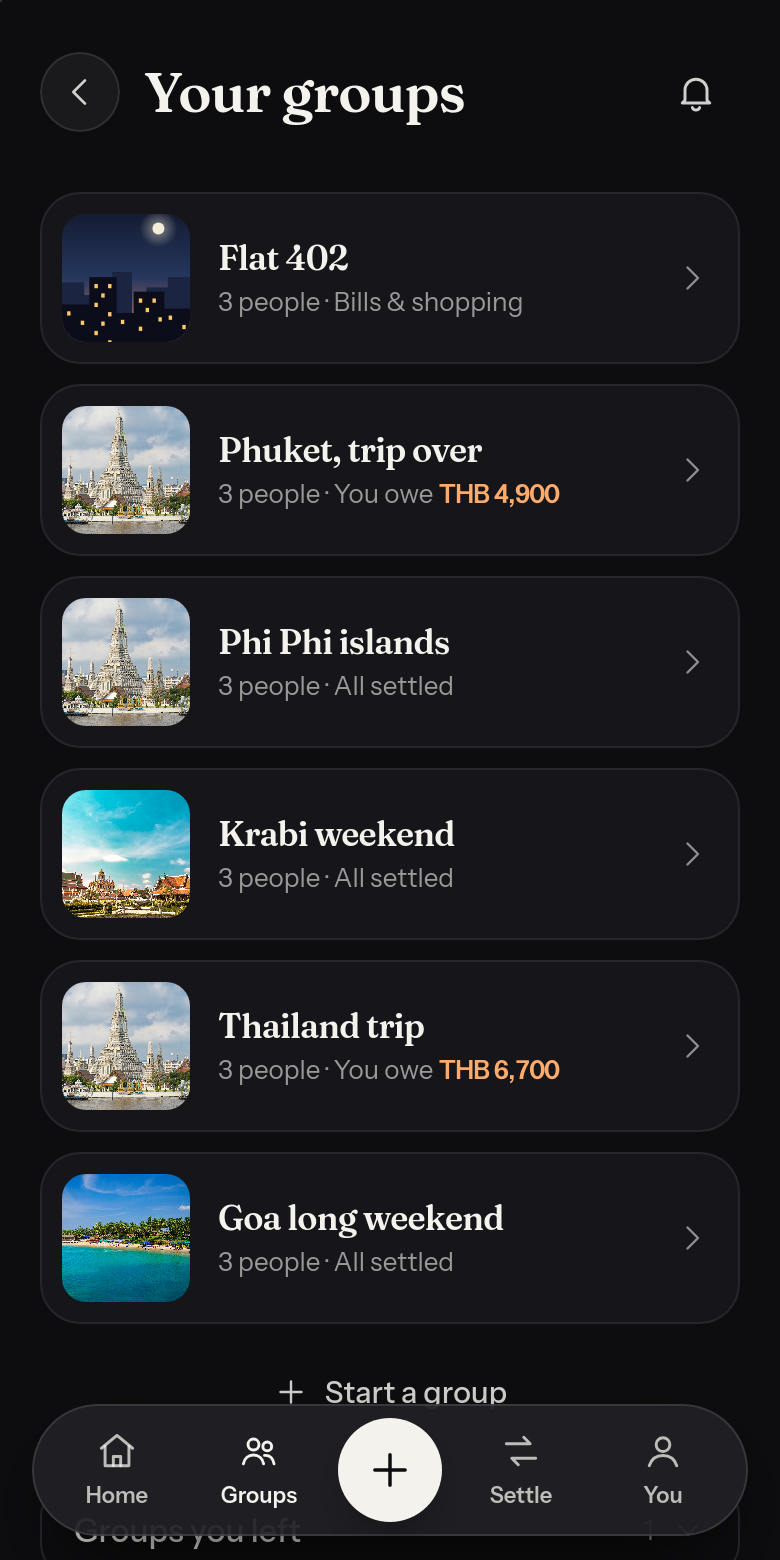 Your groups
Flat 402
3 people · Bills & shopping
Phuket, trip over
3 people · You owe THB 4,900
Phi Phi islands
3 people · All settled
Krabi weekend
3 people · All settled
Thailand trip
3 people · You owe THB 6,700
Goa long weekend
3 people · All settled
+ Start a group
Home Groups + Settle You
Groups you left 1